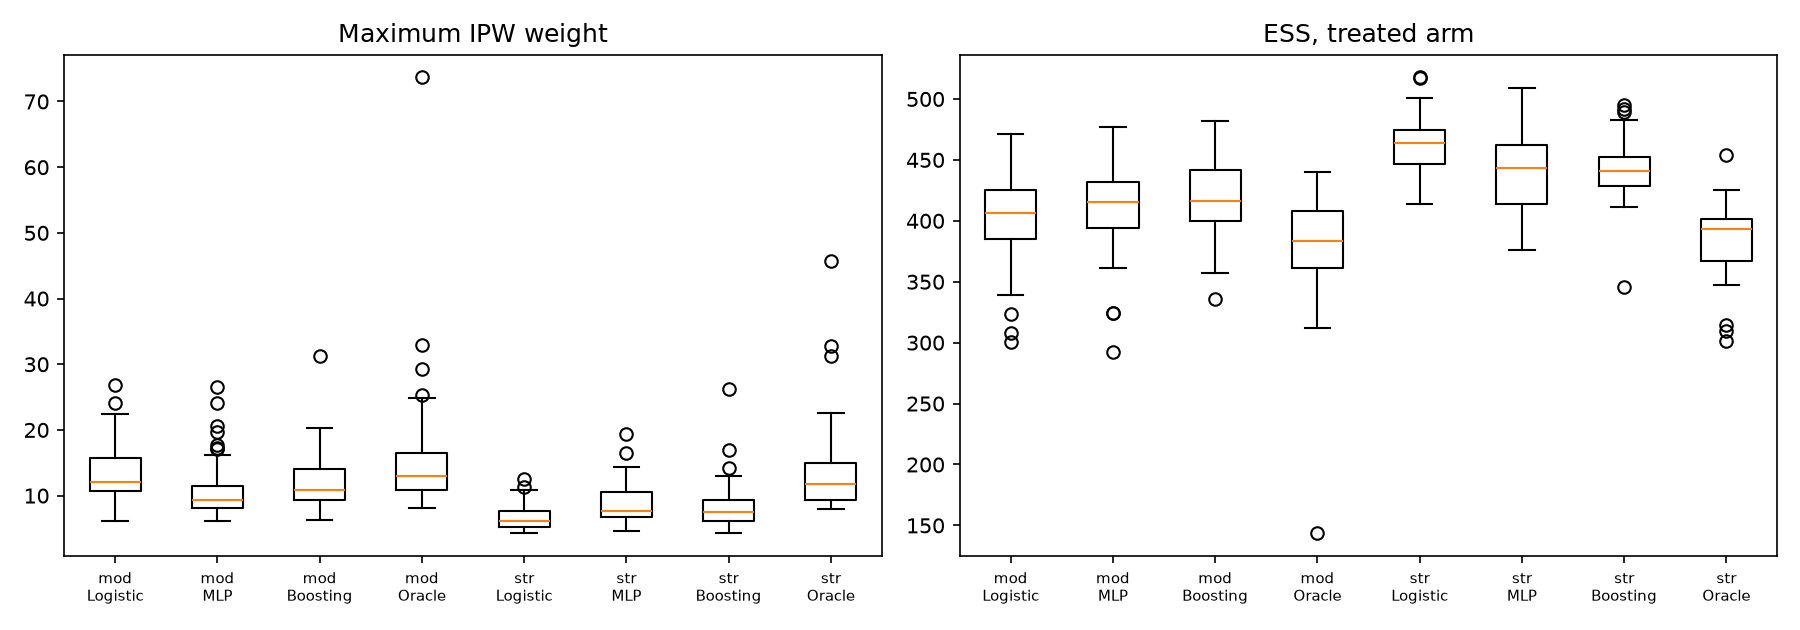 Maximum IPW weight
70
60
50
40
30
20
10
mod
Logistic
mod
MLP
mod
Boosting
mod
Oracle
str
Logistic
str
MLP
str
Boosting
str
Oracle
ESS, treated arm
500
450
400
350
300
250
200
150
mod
Logistic
mod
MLP
mod
Boosting
mod
Oracle
str
Logistic
str
MLP
str
Boosting
str
Oracle